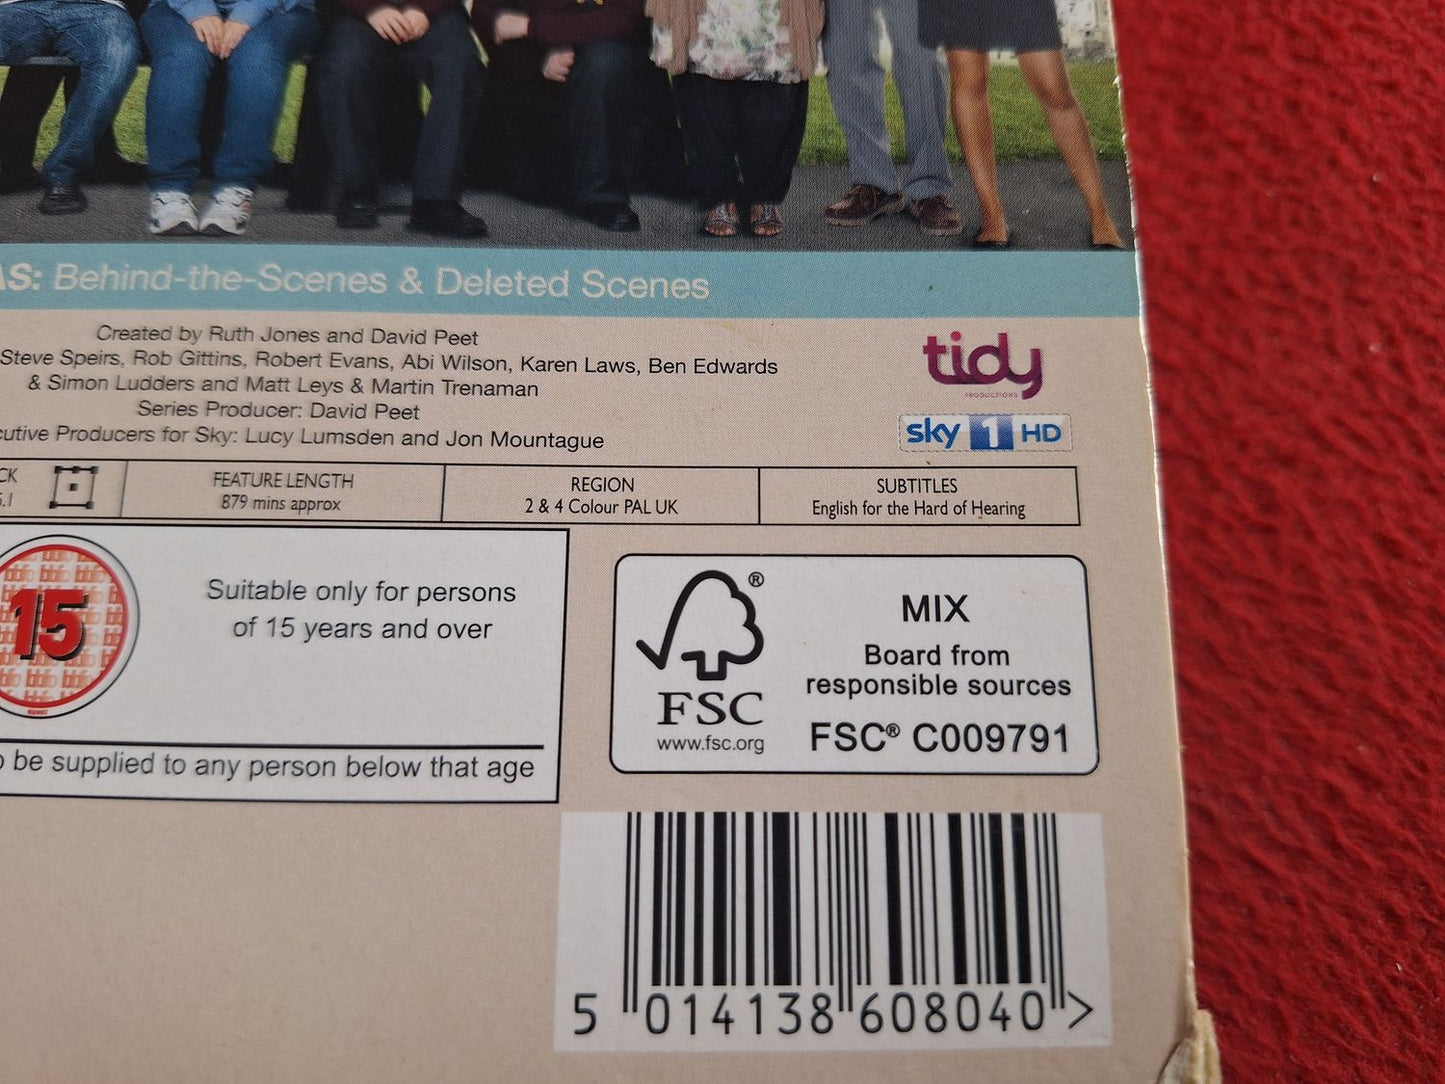 AS: Behind-the-Scenes & Deleted Scenes
Created by Ruth Jones and David Peet
Steve Speirs, Rob Gittins, Robert Evans, Abi Wilson, Karen Laws, Ben Edwards
& Simon Ludders and Matt Leys & Martin Trenaman
Series Producer: David Peet
cutive Producers for Sky: Lucy Lumsden and Jon Mountague
tidy
PRODUCTIONS
sky 1 HD
CK
5.1
FEATURE LENGTH
879 mins approx
REGION
2 & 4 Colour PAL UK
SUBTITLES
English for the Hard of Hearing
15
Suitable only for persons
of 15 years and over
o be supplied to any person below that age
®
FSC
www.fsc.org
MIX
Board from
responsible sources
FSC® C009791
5 014138 608040 >